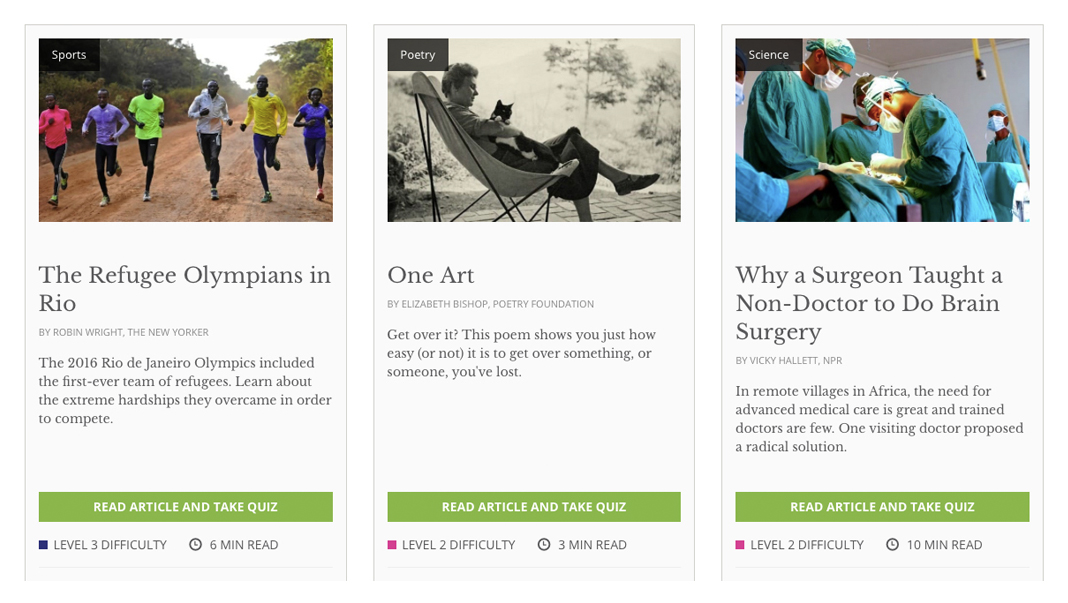 Sports
The Refugee Olympians in
Rio
BY ROBIN WRIGHT, THE NEW YORKER
The 2016 Rio de Janeiro Olympics included
the first-ever team of refugees. Learn about
the extreme hardships they overcame in order
to compete.
READ ARTICLE AND TAKE QUIZ
LEVEL 3 DIFFICULTY 6 MIN READ
Poetry
One Art
BY ELIZABETH BISHOP, POETRY FOUNDATION
Get over it? This poem shows you just how
easy (or not) it is to get over something, or
someone, you've lost.
READ ARTICLE AND TAKE QUIZ
LEVEL 2 DIFFICULTY 3 MIN READ
Science
Why a Surgeon Taught a
Non-Doctor to Do Brain
Surgery
BY VICKY HALLETT, NPR
In remote villages in Africa, the need for
advanced medical care is great and trained
doctors are few. One visiting doctor proposed
a radical solution.
READ ARTICLE AND TAKE QUIZ
LEVEL 2 DIFFICULTY 10 MIN READ